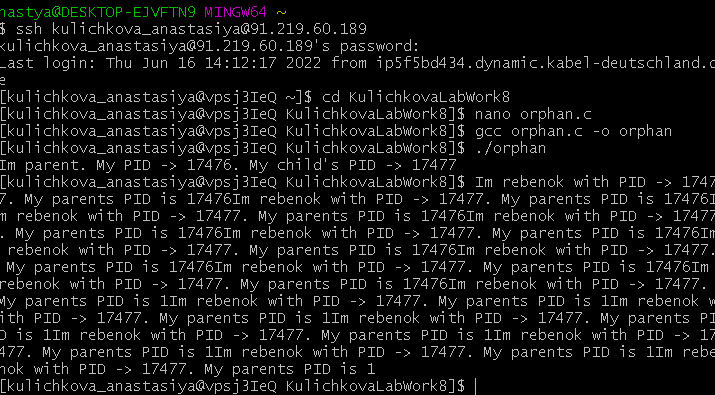 nastya@DESKTOP-EJVFTN9 MINGW64 ~
$ ssh kulichkova_anastasiya@91.219.60.189
kulichkova_anastasiya@91.219.60.189's password:
Last login: Thu Jun 16 14:12:17 2022 from ip5f5bd434.dynamic.kabel-deutschland.d
e
[kulichkova_anastasiya@vpsj3IeQ ~]$ cd KulichkovaLabWork8
[kulichkova_anastasiya@vpsj3IeQ KulichkovaLabWork8]$ nano orphan.c
[kulichkova_anastasiya@vpsj3IeQ KulichkovaLabWork8]$ gcc orphan.c -o orphan
[kulichkova_anastasiya@vpsj3IeQ KulichkovaLabWork8]$ ./orphan
Im parent. My PID -> 17476. My child's PID -> 17477
[kulichkova_anastasiya@vpsj3IeQ KulichkovaLabWork8]$ Im rebenok with PID -> 1747
7. My parents PID is 17476Im rebenok with PID -> 17477. My parents PID is 17476I
m rebenok with PID -> 17477. My parents PID is 17476Im rebenok with PID -> 17477
. My parents PID is 17476Im rebenok with PID -> 17477. My parents PID is 17476Im
 rebenok with PID -> 17477. My parents PID is 17476Im rebenok with PID -> 17477.
 My parents PID is 17476Im rebenok with PID -> 17477. My parents PID is 17476Im
rebenok with PID -> 17477. My parents PID is 17476Im rebenok with PID -> 17477.
My parents PID is 1Im rebenok with PID -> 17477. My parents PID is 1Im rebenok w
ith PID -> 17477. My parents PID is 1Im rebenok with PID -> 17477. My parents PI
D is 1Im rebenok with PID -> 17477. My parents PID is 1Im rebenok with PID -> 17
477. My parents PID is 1Im rebenok with PID -> 17477. My parents PID is 1Im rebe
nok with PID -> 17477. My parents PID is 1
[kulichkova_anastasiya@vpsj3IeQ KulichkovaLabWork8]$